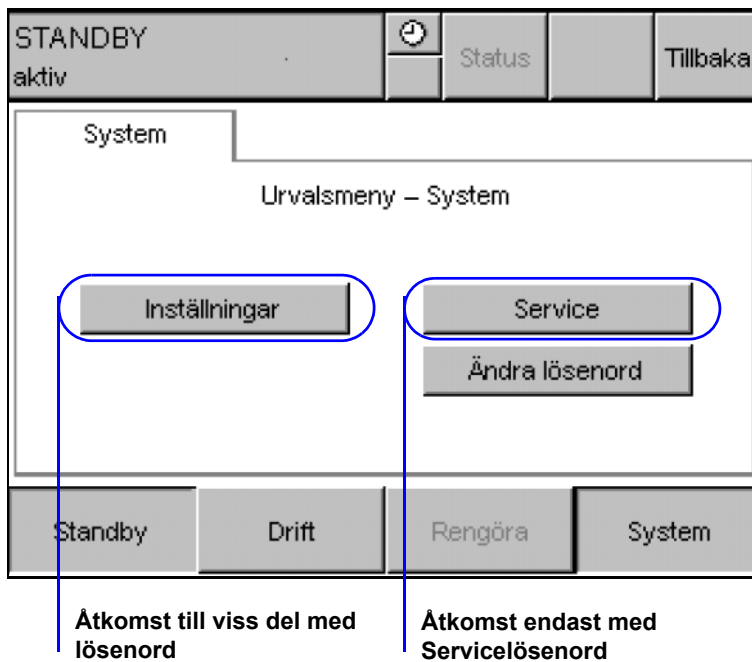 STANDBY
aktiv
Status
Tillbaka
System
Urvalsmeny – System
Inställningar
Service
Ändra lösenord
Standby
Drift
Rengöra
System
Åtkomst till viss del med
lösenord
Åtkomst endast med
Servicelösenord